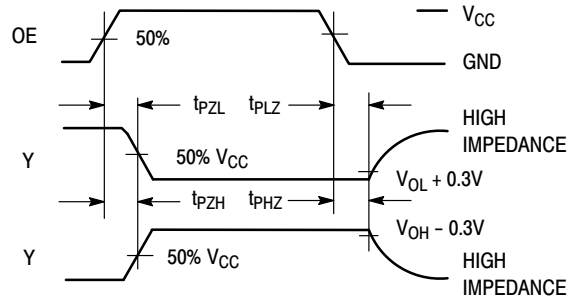 V_CC
OE
50%
GND
t_PZL t_PLZ
HIGH
IMPEDANCE
Y
50% V_CC
V_OL + 0.3V
t_PZH t_PHZ
V_OH − 0.3V
Y
50% V_CC
HIGH
IMPEDANCE